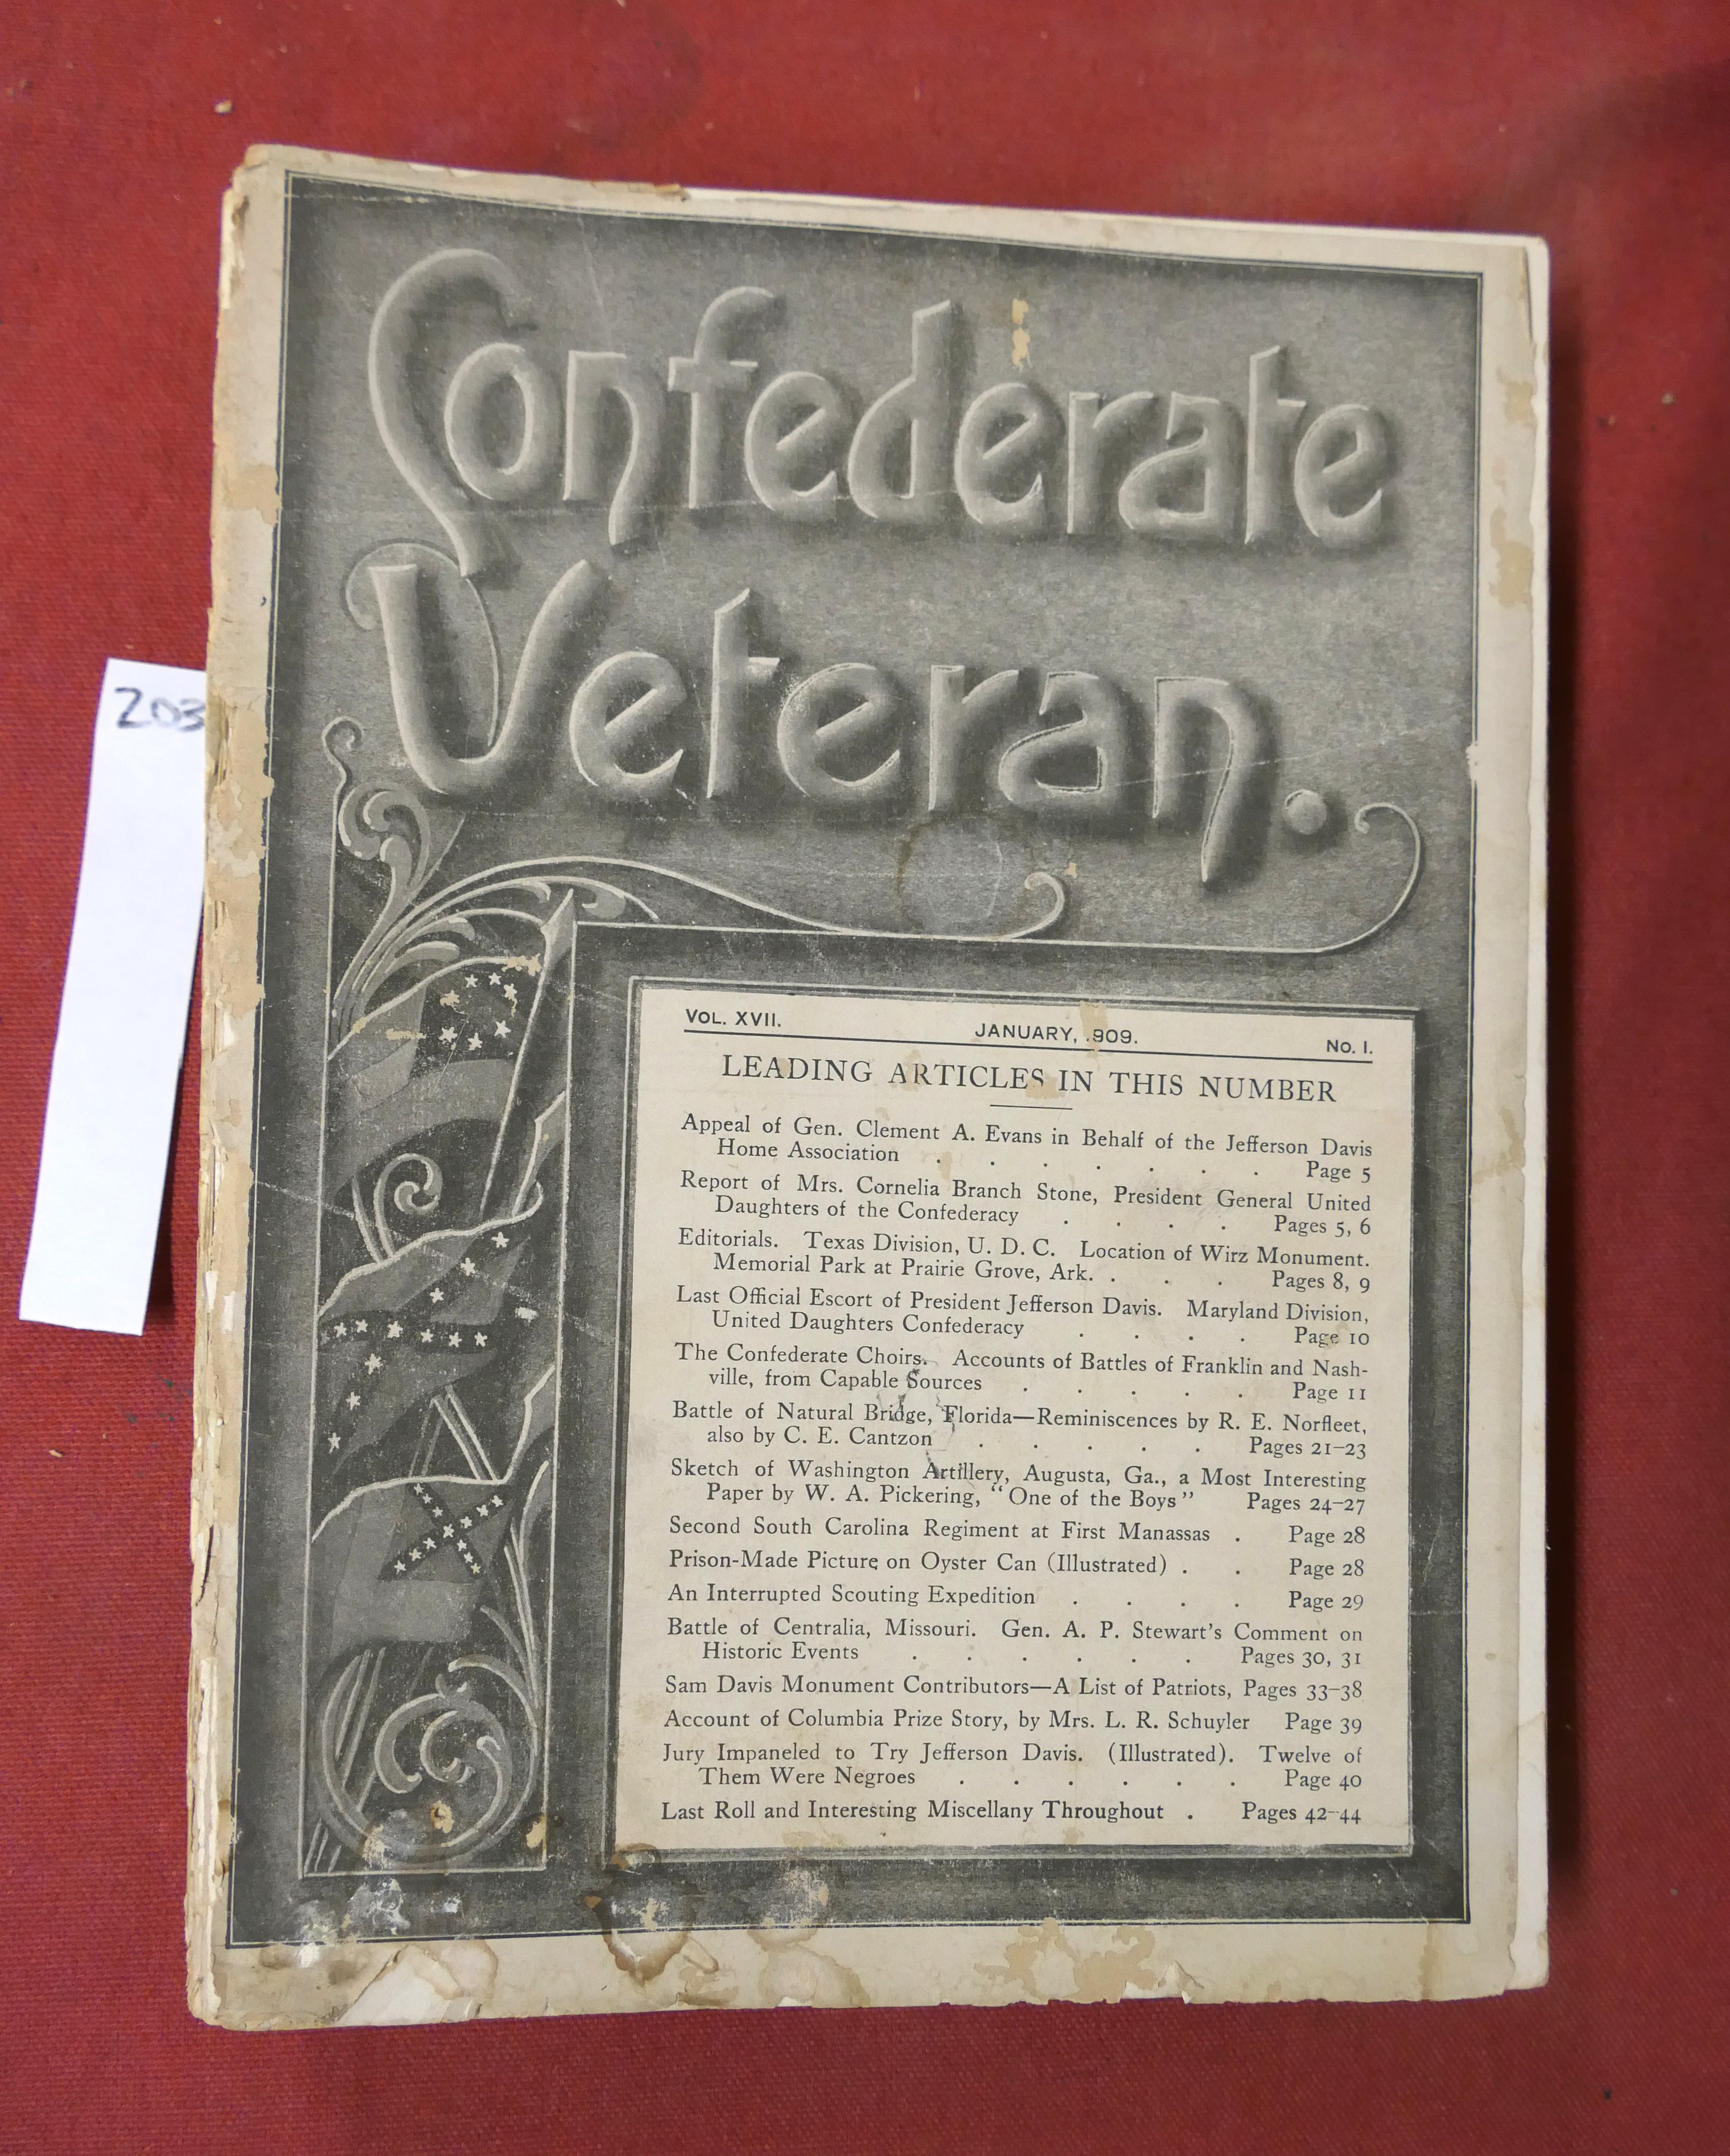 Confederate
Veteran.
203
VOL. XVII. JANUARY, .909. No. I.
LEADING ARTICLES IN THIS NUMBER
Appeal of Gen. Clement A. Evans in Behalf of the Jefferson Davis
Home Association . . . . . . . Page 5
Report of Mrs. Cornelia Branch Stone, President General United
Daughters of the Confederacy . . . . Pages 5, 6
Editorials. Texas Division, U. D. C. Location of Wirz Monument.
Memorial Park at Prairie Grove, Ark. . . . Pages 8, 9
Last Official Escort of President Jefferson Davis. Maryland Division,
United Daughters Confederacy . . . . Page 10
The Confederate Choirs. Accounts of Battles of Franklin and Nash-
ville, from Capable Sources . . . . . Page 11
Battle of Natural Bridge, Florida—Reminiscences by R. E. Norfleet,
also by C. E. Cantzon . . . . . Pages 21–23
Sketch of Washington Artillery, Augusta, Ga., a Most Interesting
Paper by W. A. Pickering, "One of the Boys" Pages 24–27
Second South Carolina Regiment at First Manassas . Page 28
Prison-Made Picture on Oyster Can (Illustrated) . . Page 28
An Interrupted Scouting Expedition . . . . Page 29
Battle of Centralia, Missouri. Gen. A. P. Stewart's Comment on
Historic Events . . . . . . Pages 30, 31
Sam Davis Monument Contributors—A List of Patriots, Pages 33–38
Account of Columbia Prize Story, by Mrs. L. R. Schuyler Page 39
Jury Impaneled to Try Jefferson Davis. (Illustrated). Twelve of
Them Were Negroes . . . . . . Page 40
Last Roll and Interesting Miscellany Throughout . Pages 42–44